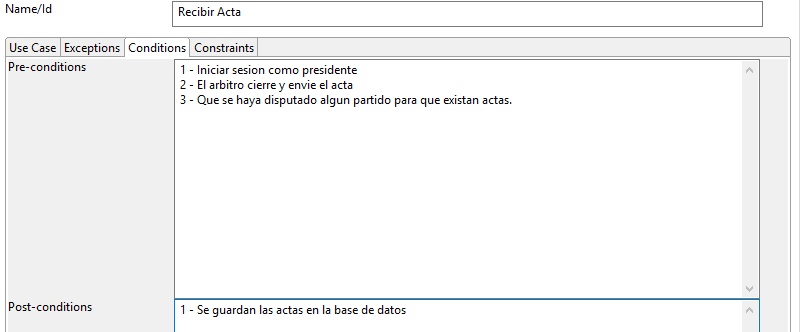 Name/Id
Recibir Acta
Use Case Exceptions Conditions Constraints
Pre-conditions
1 - Iniciar sesion como presidente
2 - El arbitro cierre y envie el acta
3 - Que se haya disputado algun partido para que existan actas.
Post-conditions
1 - Se guardan las actas en la base de datos